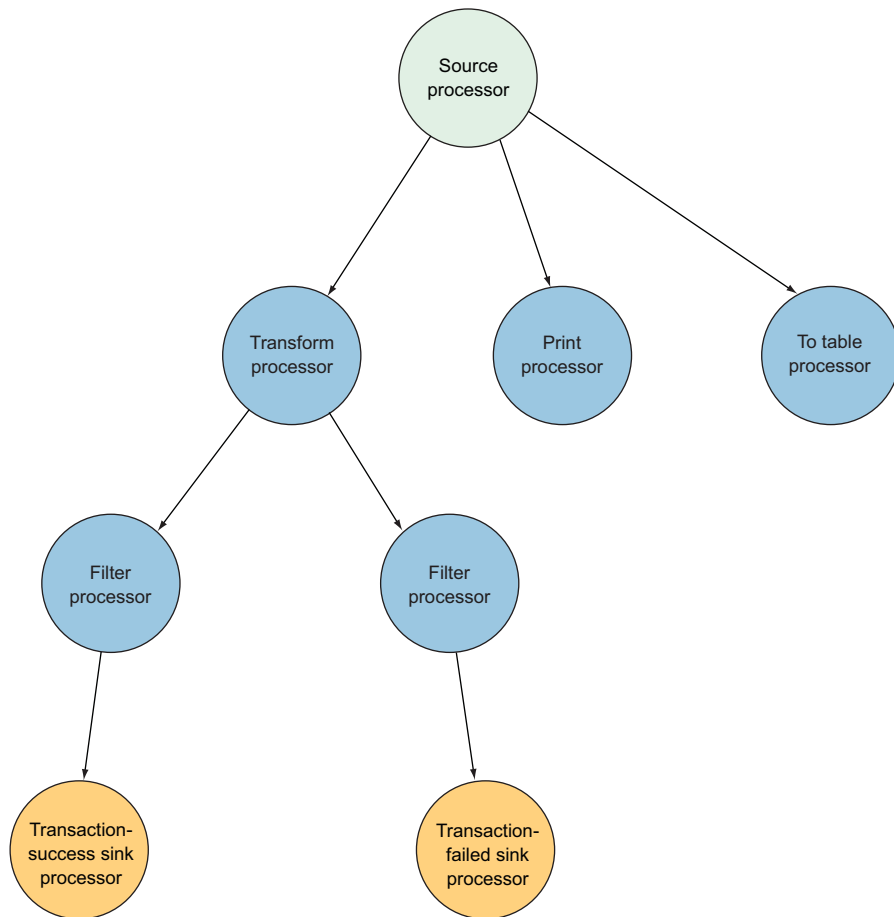 Source
processor
Transform
processor
Print
processor
To table
processor
Filter
processor
Filter
processor
Transaction-
success sink
processor
Transaction-
failed sink
processor